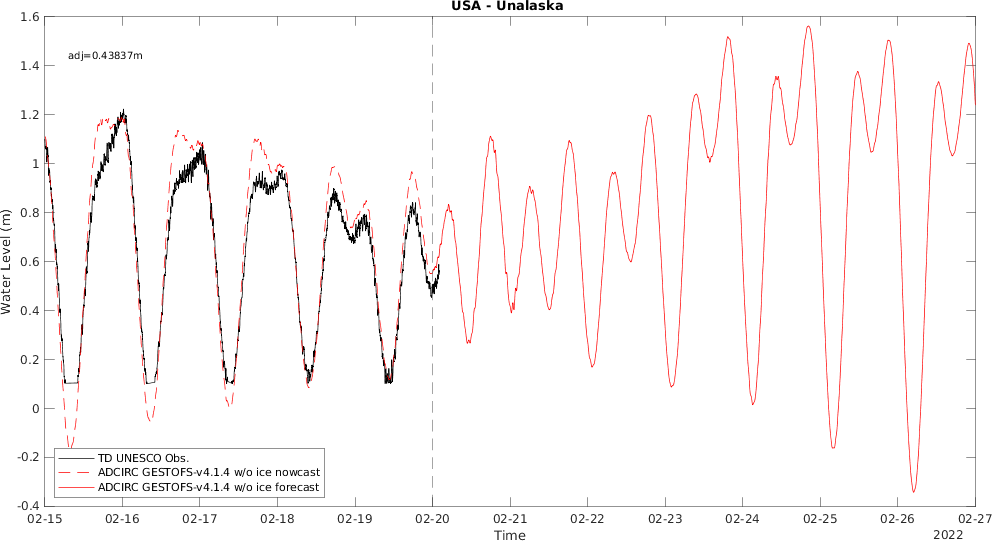 USA - Unalaska
adj=0.43837m
Water Level (m)
1.6
1.4
1.2
1
0.8
0.6
0.4
0.2
0
-0.2
-0.4
TD UNESCO Obs.
ADCIRC GESTOFS-v4.1.4 w/o ice nowcast
ADCIRC GESTOFS-v4.1.4 w/o ice forecast
02-15 02-16 02-17 02-18 02-19 02-20 02-21 02-22 02-23 02-24 02-25 02-26 02-27
Time
2022